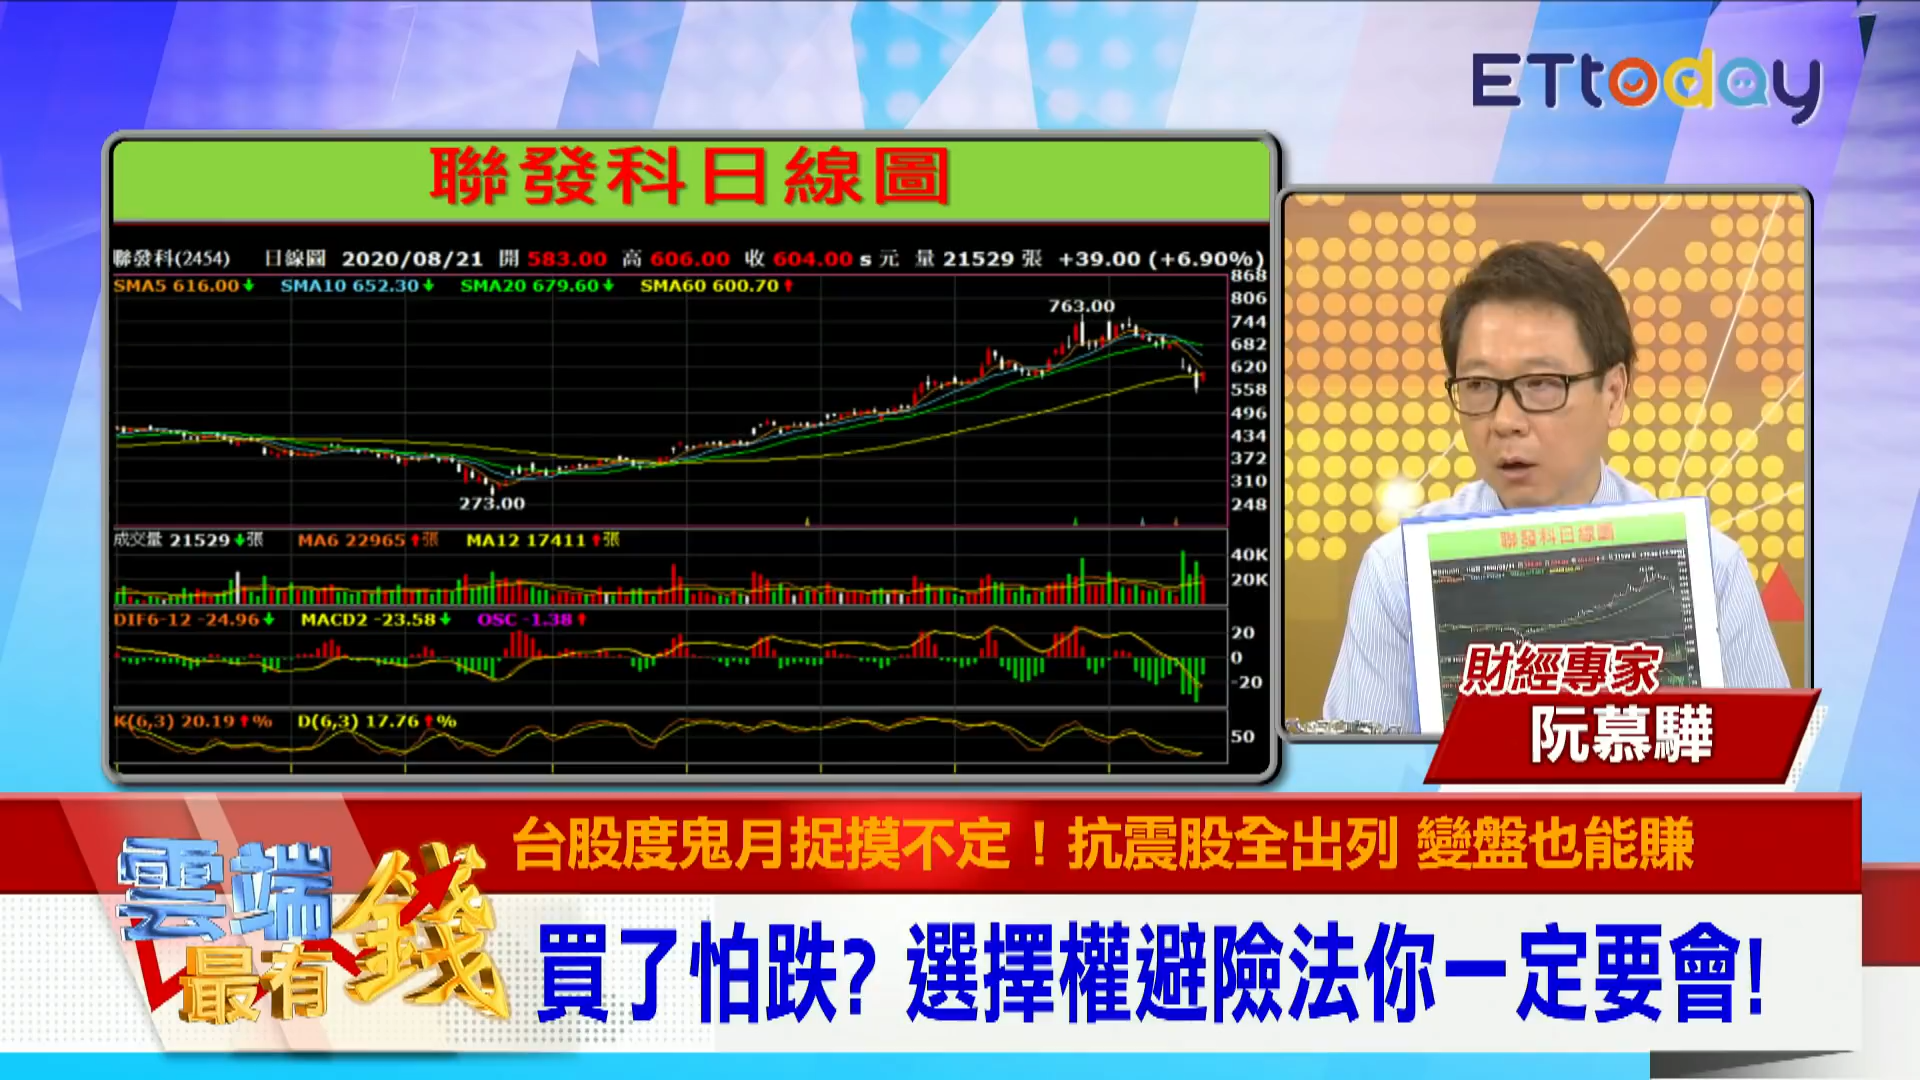 ETtoday
聯發科日線圖
聯發科(2454) 日線圖 2020/08/21 開 583.00 高 606.00 收 604.00 s 元 量 21529 張 +39.00 (+6.90%)
SMA5 616.00↓ SMA10 652.30↓ SMA20 679.60↓ SMA60 600.70↑
868
806
763.00
744
682
620
558
496
434
372
310
273.00
248
成交量 21529↓張 MA6 22965↑張 MA12 17411↑張
40K
20K
DIF6-12 -24.96↓ MACD2 -23.58↓ OSC -1.38↑
20
0
-20
K(6,3) 20.19↑% D(6,3) 17.76↑%
50
聯發科日線圖
財經專家
阮慕驊
台股度鬼月捉摸不定！抗震股全出列 變盤也能賺
雲端最有錢
買了怕跌? 選擇權避險法你一定要會!